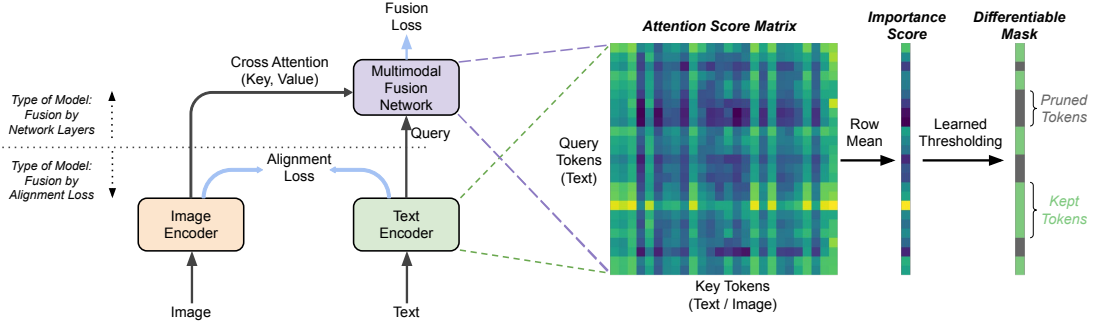 Fusion
Loss
Cross Attention
(Key, Value)
Multimodal
Fusion
Network
Type of Model:
Fusion by
Network Layers
Query
Type of Model:
Fusion by
Alignment Loss
Alignment
Loss
Image
Encoder
Text
Encoder
Image
Text
Attention Score Matrix
Query
Tokens
(Text)
Key Tokens
(Text / Image)
Row
Mean
Importance
Score
Learned
Thresholding
Differentiable
Mask
Pruned
Tokens
Kept
Tokens